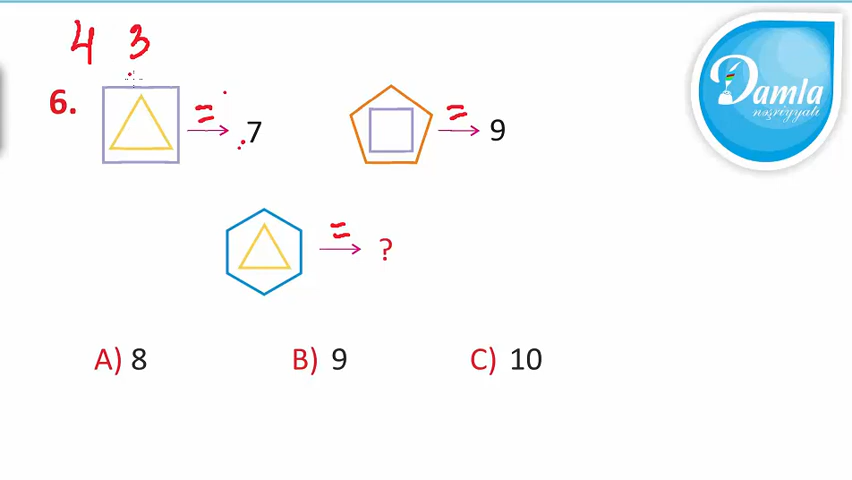 4 3
6. = 7 = 9
= ?
A) 8 B) 9 C) 10
Damla
nəşriyyatı